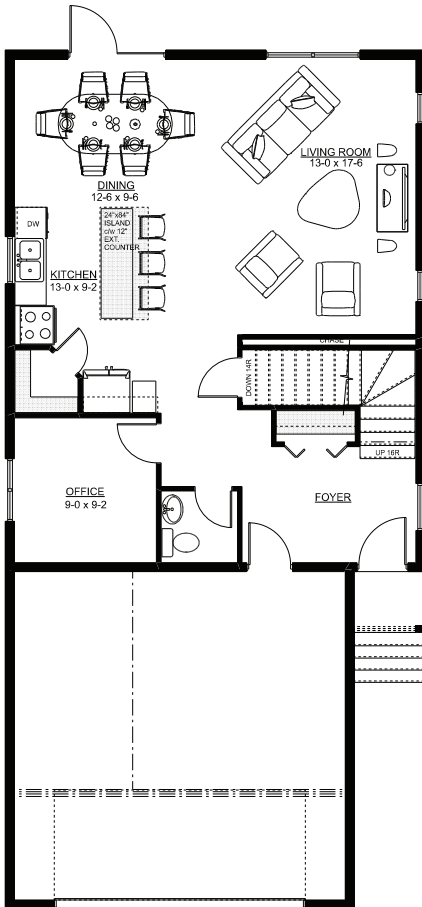 LIVING ROOM
13-0 x 17-6
DINING
12-6 x 9-6
24"x84"
ISLAND
c/w 12"
EXT.
COUNTER
DW
KITCHEN
13-0 x 9-2
CHASE
DOWN 14R
UP 16R
OFFICE
9-0 x 9-2
FOYER